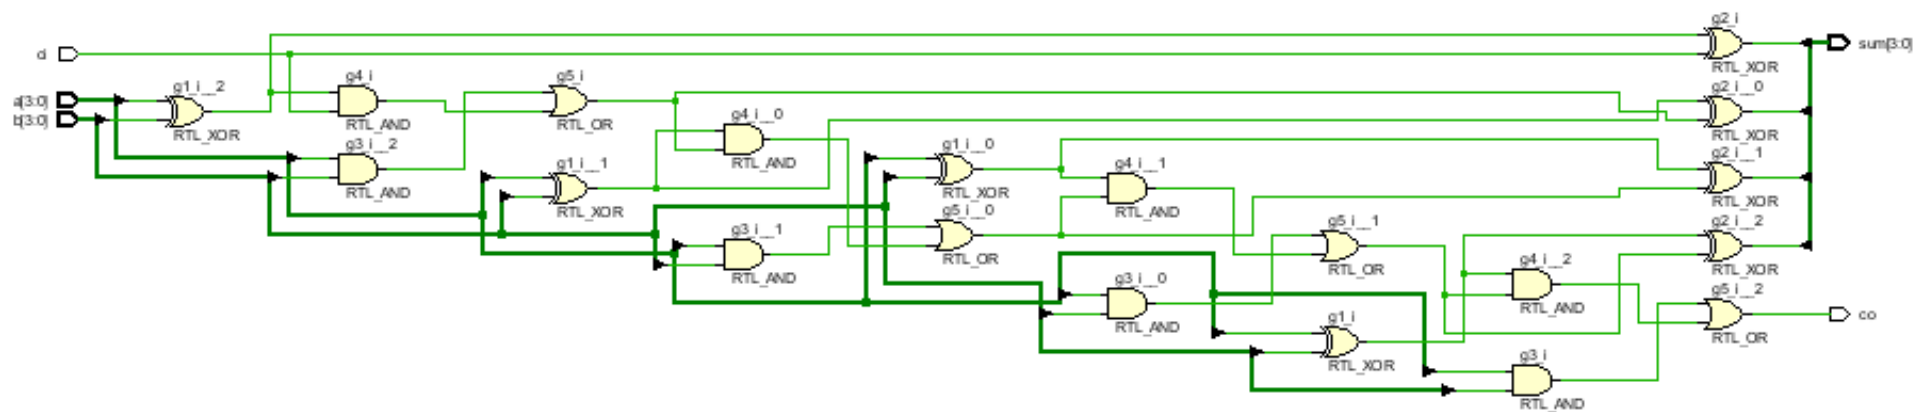 g2_i
ci
sum[3:0]
RTL_XOR
g1_i__2
g4_i
g5_i
a[3:0]
g2_i__0
b[3:0]
g4_i__0
RTL_XOR
RTL_AND
RTL_OR
RTL_XOR
g3_i__2
g1_i__1
g1_i__0
g4_i__1
g2_i__1
RTL_AND
RTL_AND
RTL_XOR
RTL_XOR
RTL_XOR
RTL_AND
g5_i__0
g5_i__1
g2_i__2
g3_i__1
RTL_OR
RTL_OR
RTL_XOR
RTL_AND
g3_i__0
g4_i__2
g5_i__2
RTL_AND
RTL_AND
g1_i
co
RTL_XOR
g3_i
RTL_OR
RTL_AND